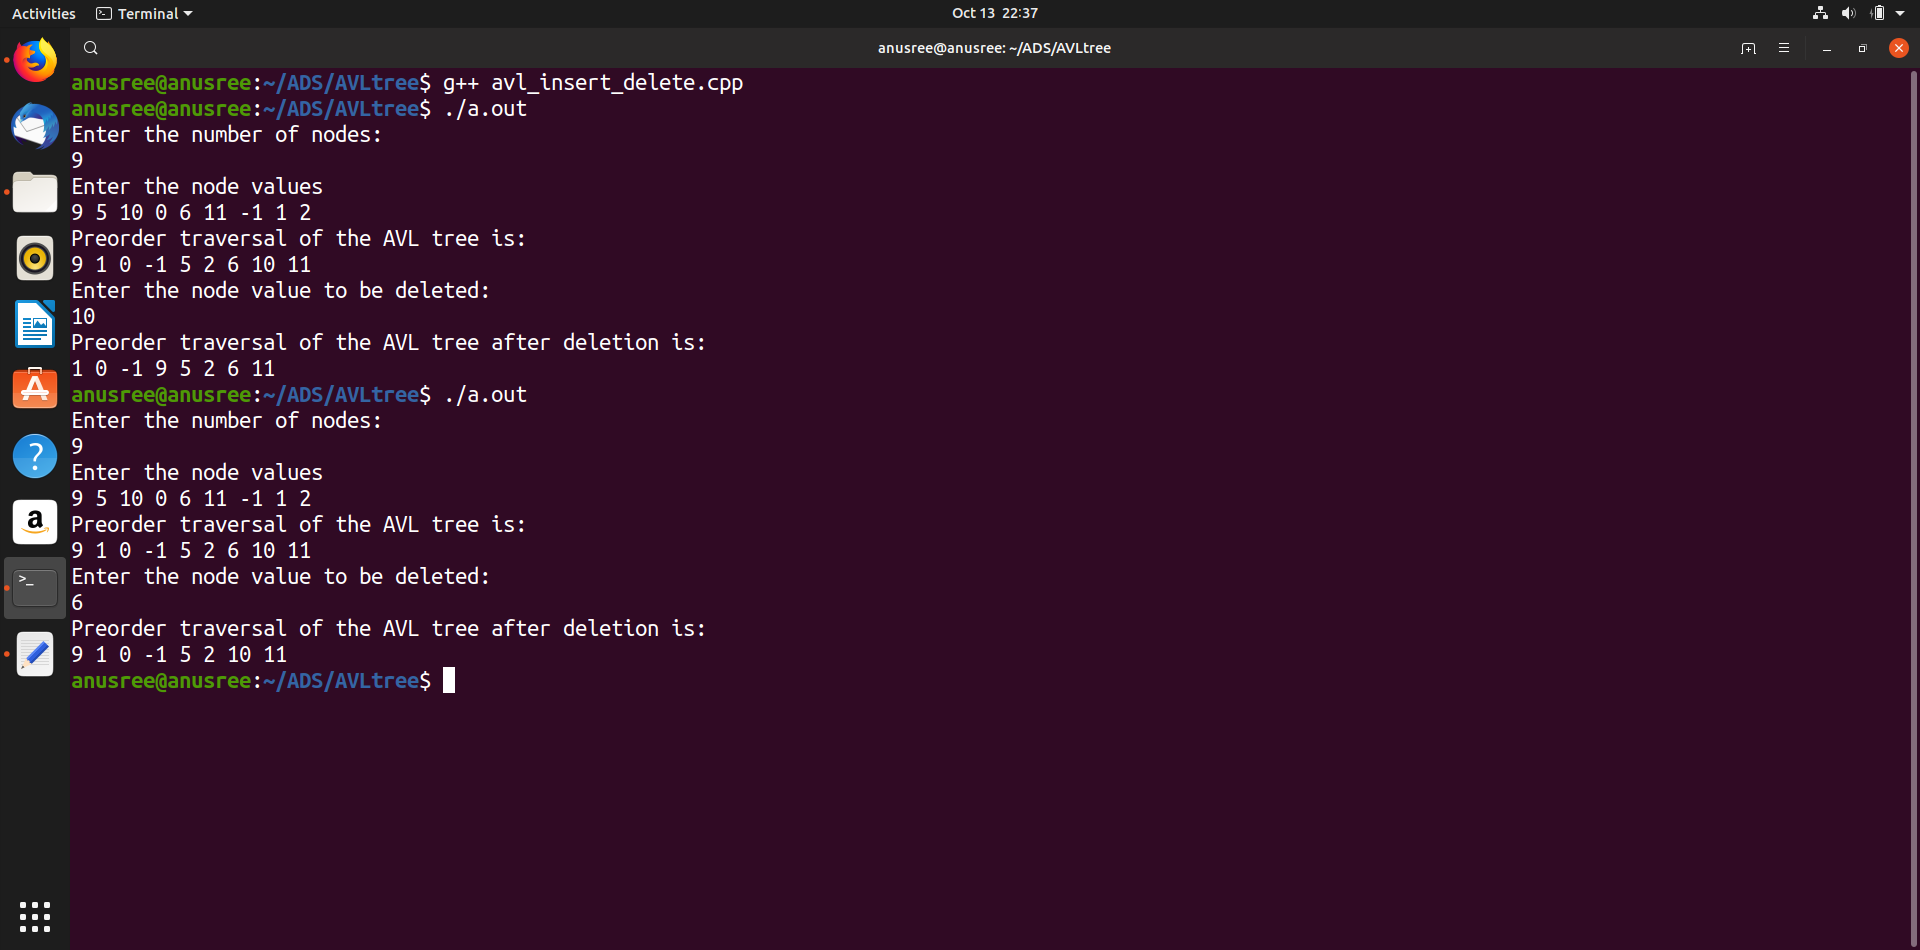 Activities Terminal Oct 13 22:37
anusree@anusree: ~/ADS/AVLtree
anusree@anusree:~/ADS/AVLtree$ g++ avl_insert_delete.cpp
anusree@anusree:~/ADS/AVLtree$ ./a.out
Enter the number of nodes:
9
Enter the node values
9 5 10 0 6 11 -1 1 2
Preorder traversal of the AVL tree is:
9 1 0 -1 5 2 6 10 11
Enter the node value to be deleted:
10
Preorder traversal of the AVL tree after deletion is:
1 0 -1 9 5 2 6 11
anusree@anusree:~/ADS/AVLtree$ ./a.out
Enter the number of nodes:
9
Enter the node values
9 5 10 0 6 11 -1 1 2
Preorder traversal of the AVL tree is:
9 1 0 -1 5 2 6 10 11
Enter the node value to be deleted:
6
Preorder traversal of the AVL tree after deletion is:
9 1 0 -1 5 2 10 11
anusree@anusree:~/ADS/AVLtree$